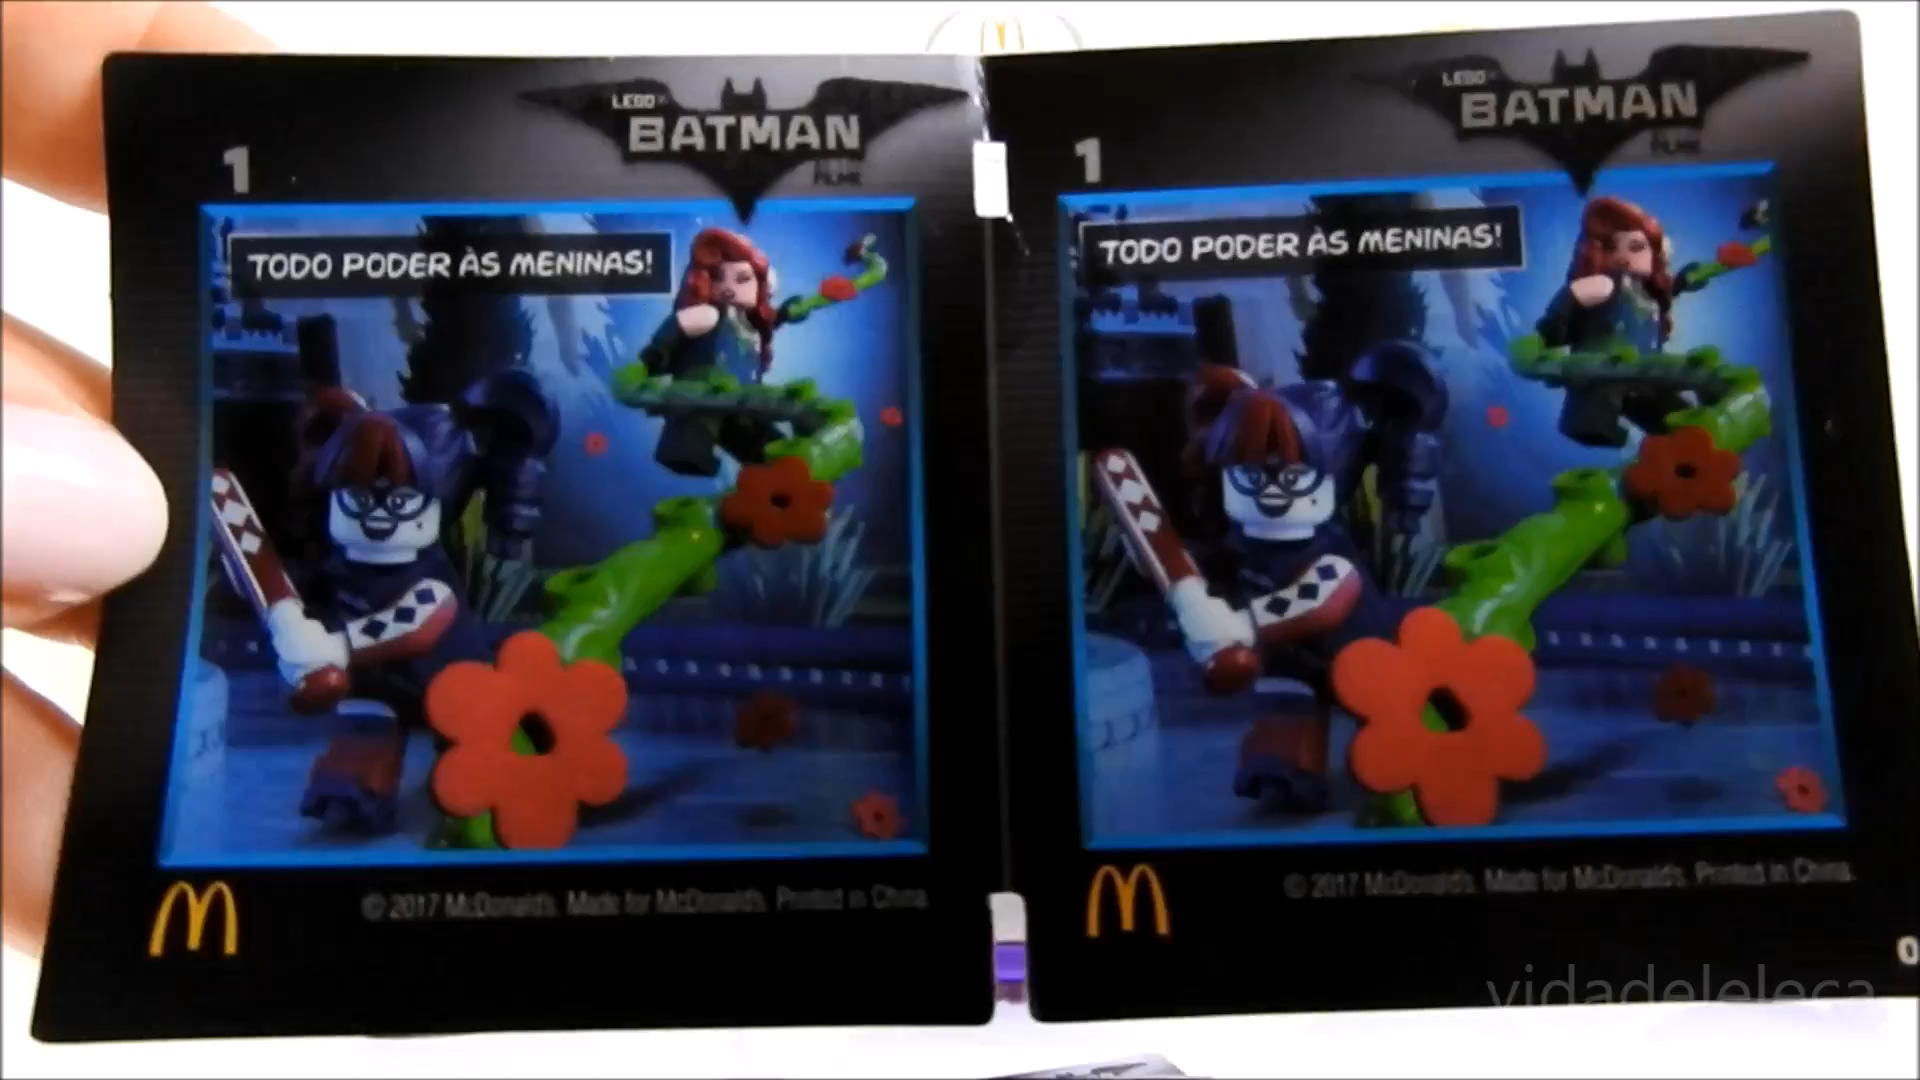 1
LEGO
BATMAN
FILME
TODO PODER ÀS MENINAS!
M
© 2017 McDonald's. Made for McDonald's. Printed in China.
1
LEGO
BATMAN
FILME
TODO PODER ÀS MENINAS!
M
© 2017 McDonald's. Made for McDonald's. Printed in China.
0
vidadeleleca